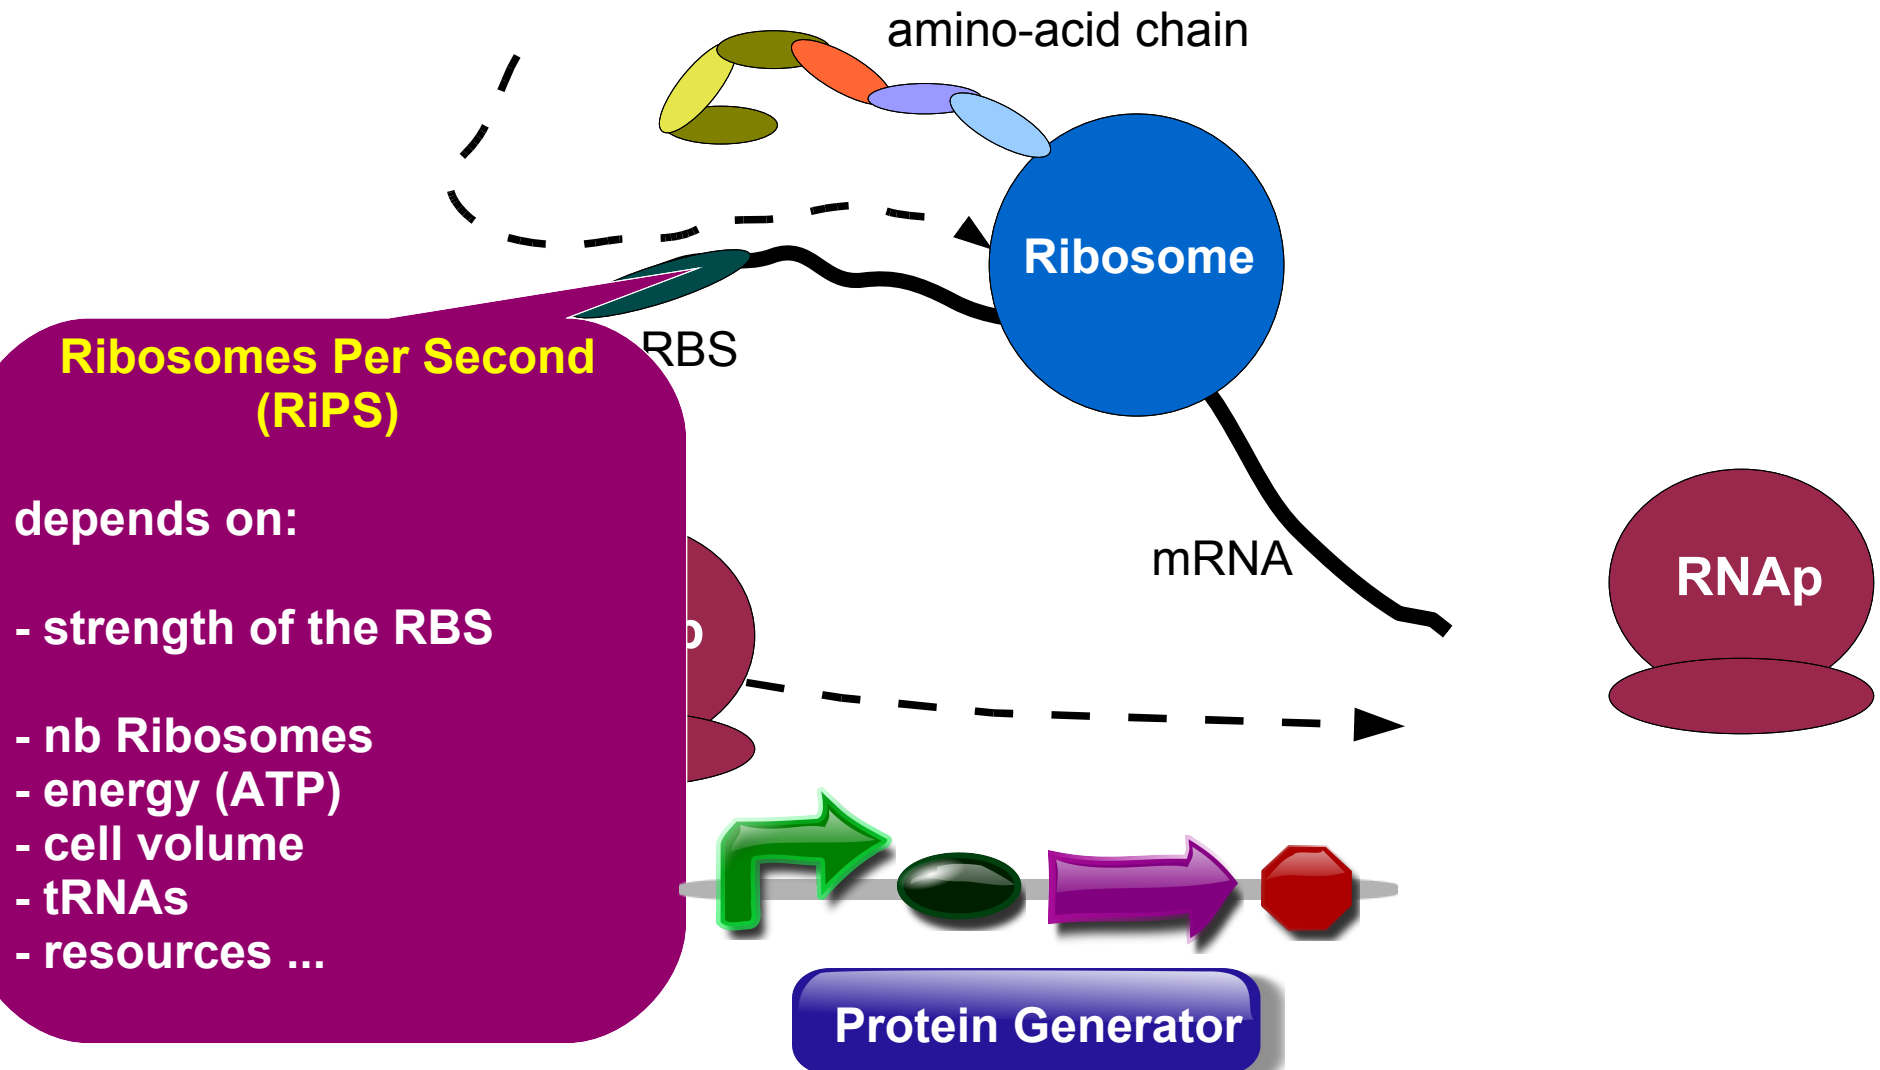 amino-acid chain
Ribosome
RBS
Ribosomes Per Second
(RiPS)
depends on:
- strength of the RBS
- nb Ribosomes
- energy (ATP)
- cell volume
- tRNAs
- resources ...
mRNA
RNAp
Protein Generator